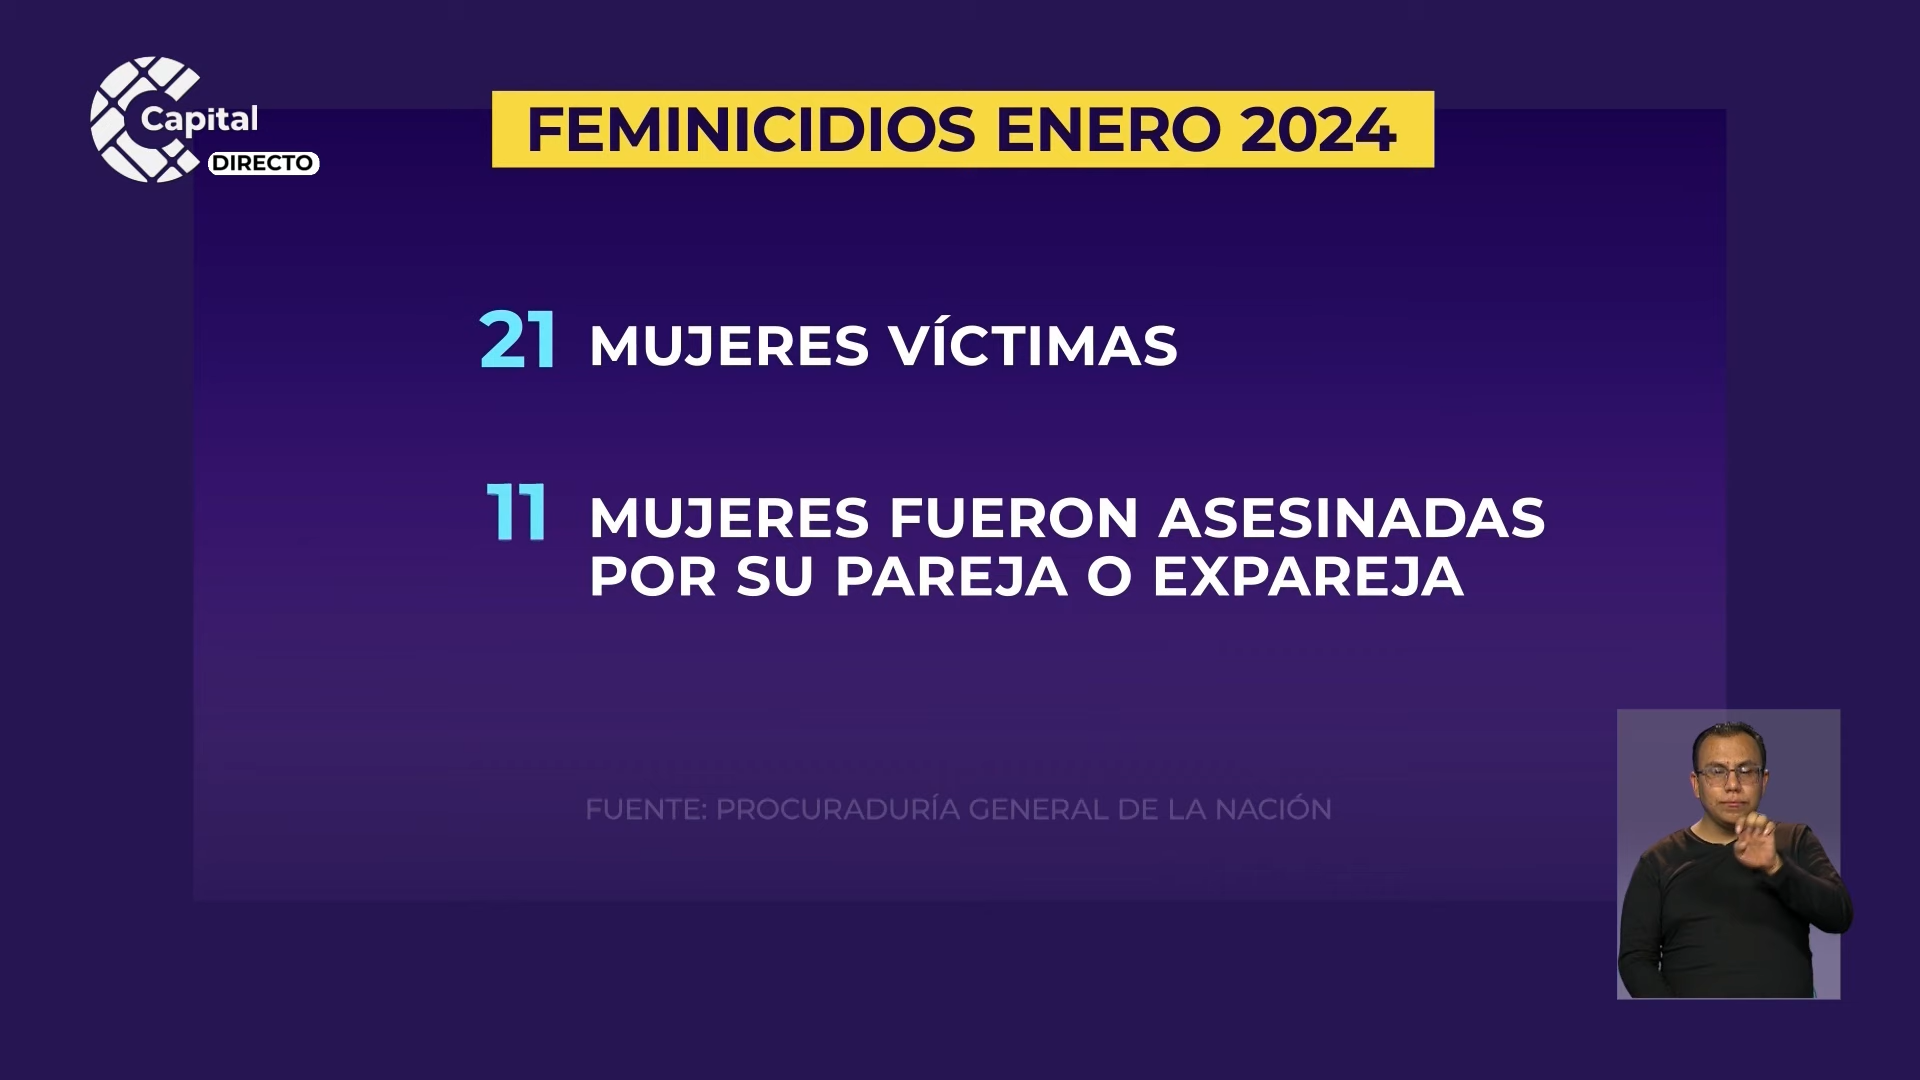 Capital
DIRECTO
FEMINICIDIOS ENERO 2024
21 MUJERES VÍCTIMAS
11 MUJERES FUERON ASESINADAS
POR SU PAREJA O EXPAREJA
FUENTE: PROCURADURÍA GENERAL DE LA NACIÓN